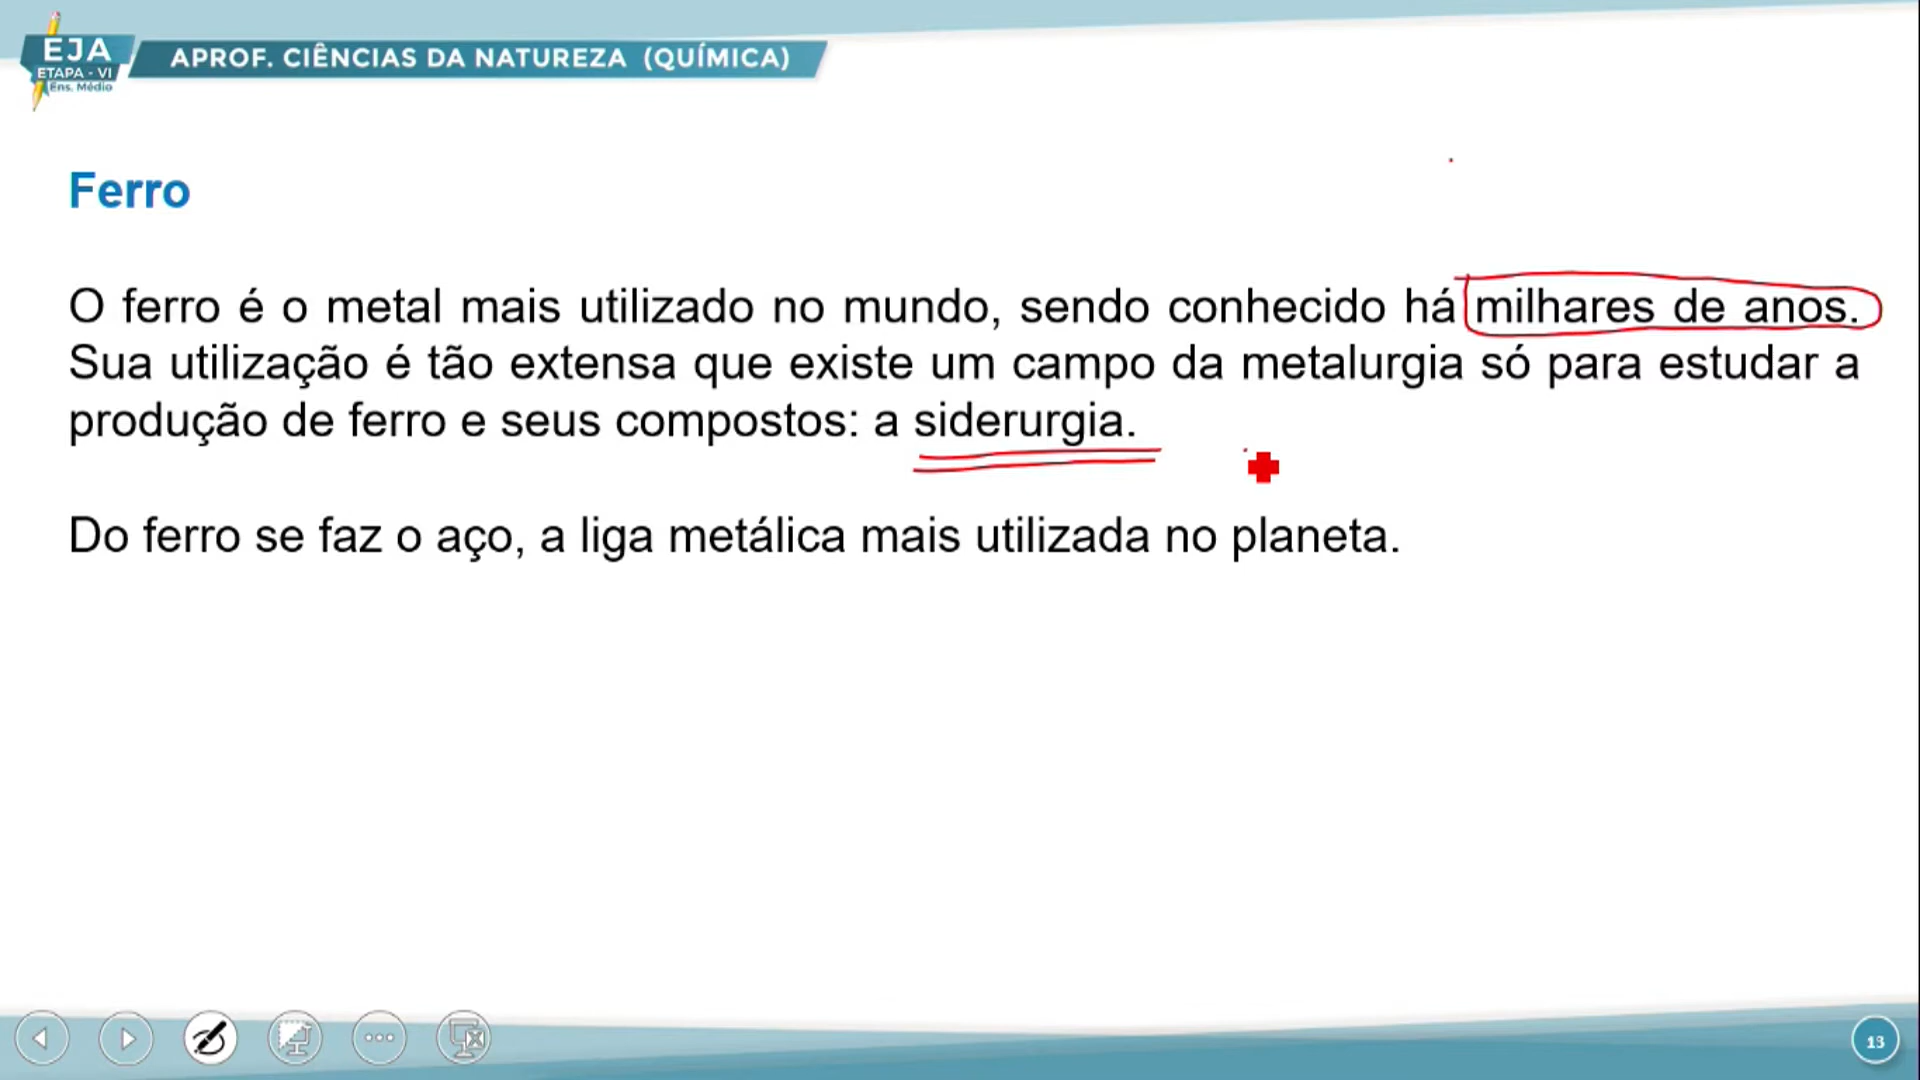 EJA
ETAPA - VI
Ens. Médio
APROF. CIÊNCIAS DA NATUREZA (QUÍMICA)
Ferro
O ferro é o metal mais utilizado no mundo, sendo conhecido há milhares de anos.
Sua utilização é tão extensa que existe um campo da metalurgia só para estudar a
produção de ferro e seus compostos: a siderurgia.
Do ferro se faz o aço, a liga metálica mais utilizada no planeta.
13